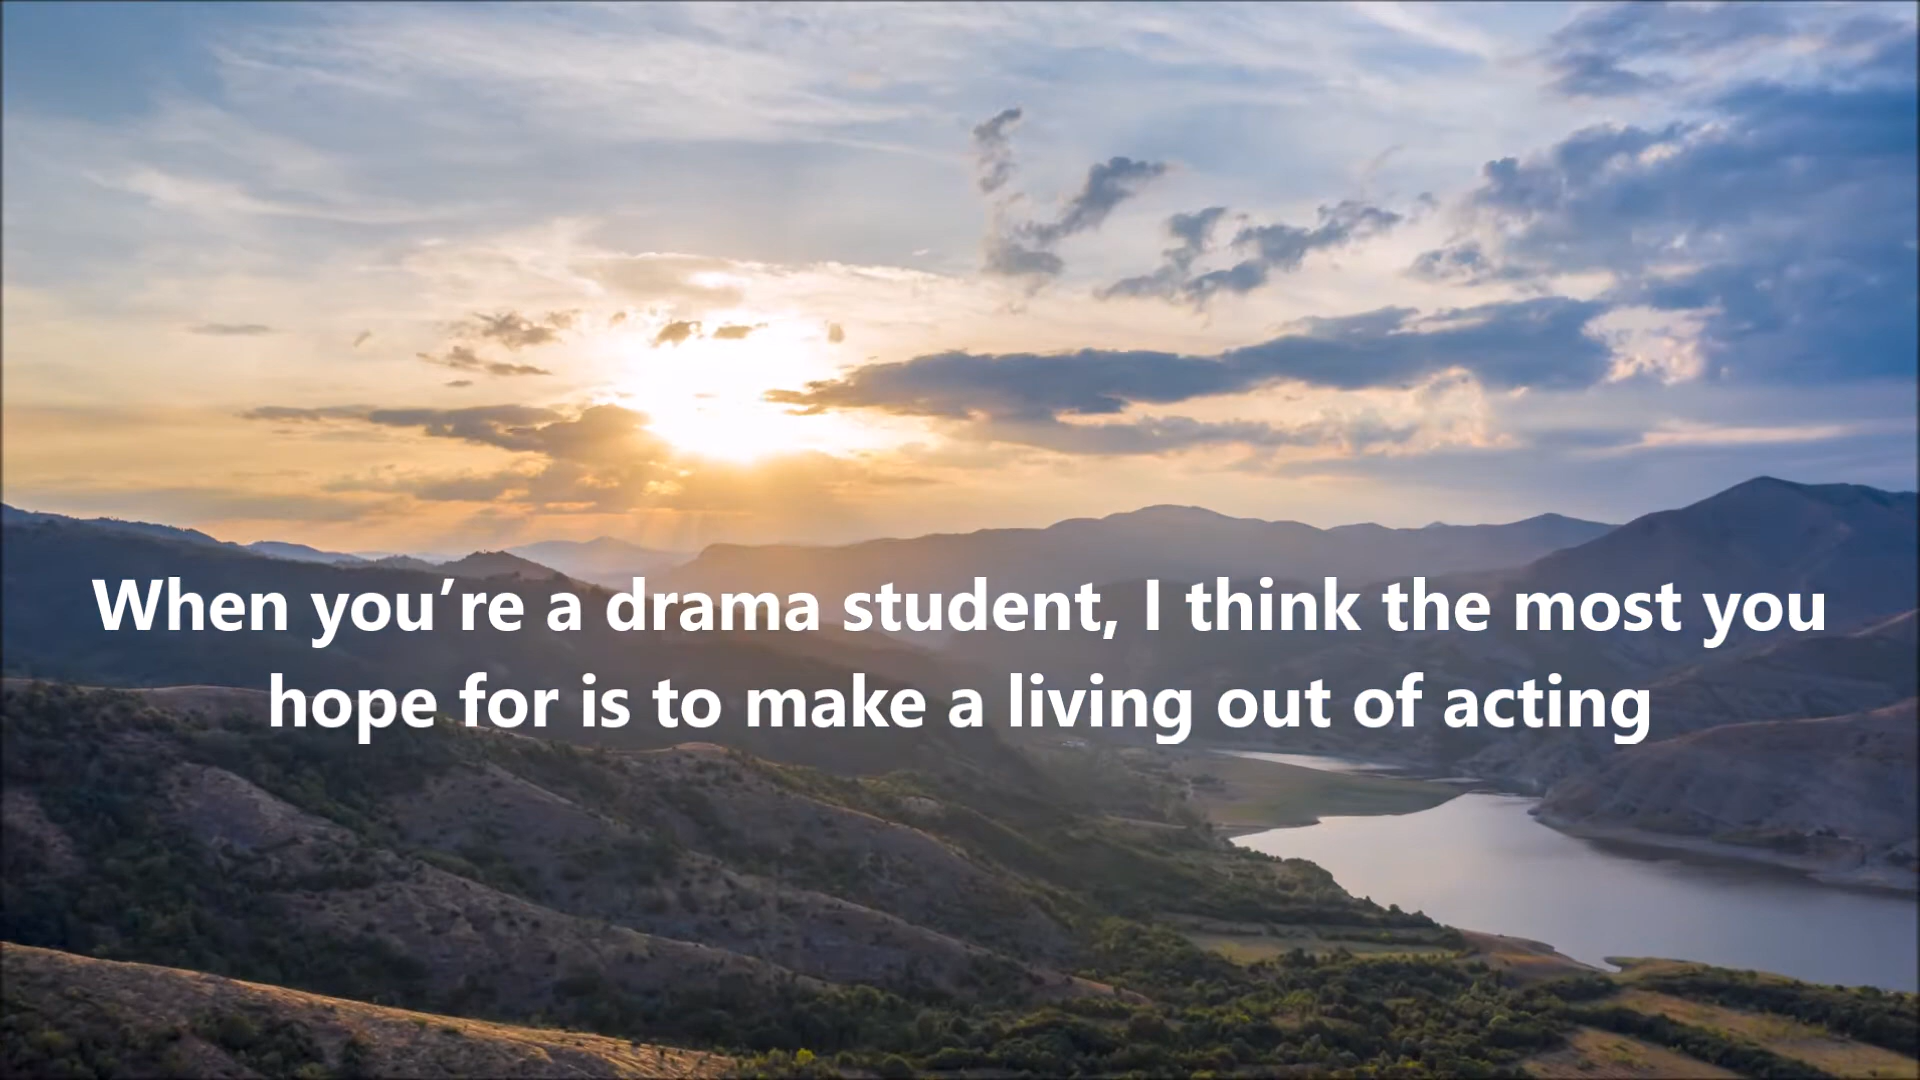 When you’re a drama student, I think the most you
hope for is to make a living out of acting